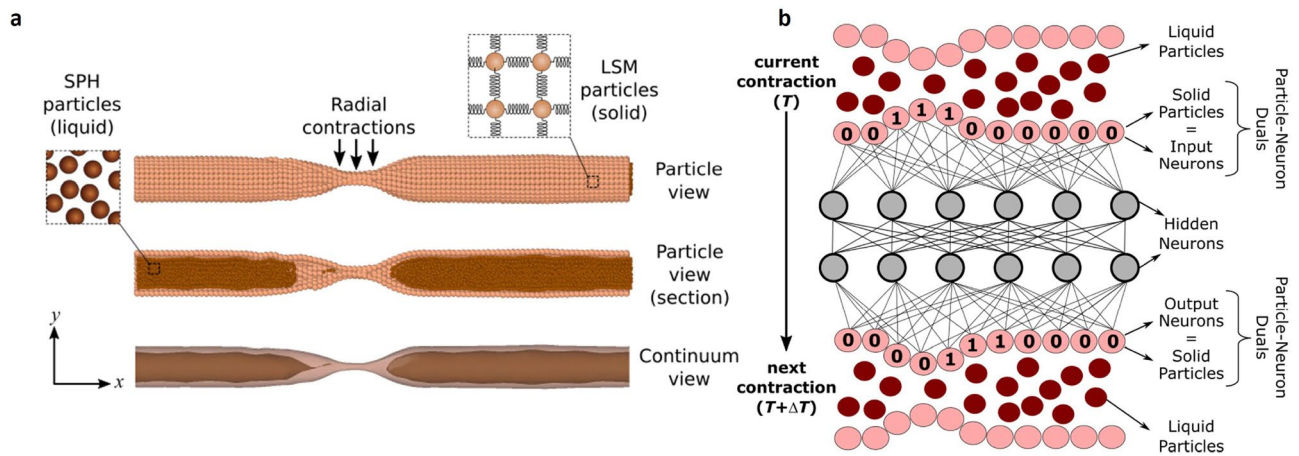 a
SPH
particles
(liquid)
Radial
contractions
LSM
particles
(solid)
Particle
view
Particle
view
(section)
Continuum
view
y
x
b
current
contraction
(T)
next
contraction
(T+ΔT)
0 0 1 1 1 0 0 0 0 0 0
0 0 0 0 1 1 1 0 0 0 0
Liquid
Particles
Solid
Particles
=
Input
Neurons
Particle-Neuron
Duals
Hidden
Neurons
Output
Neurons
=
Solid
Particles
Particle-Neuron
Duals
Liquid
Particles